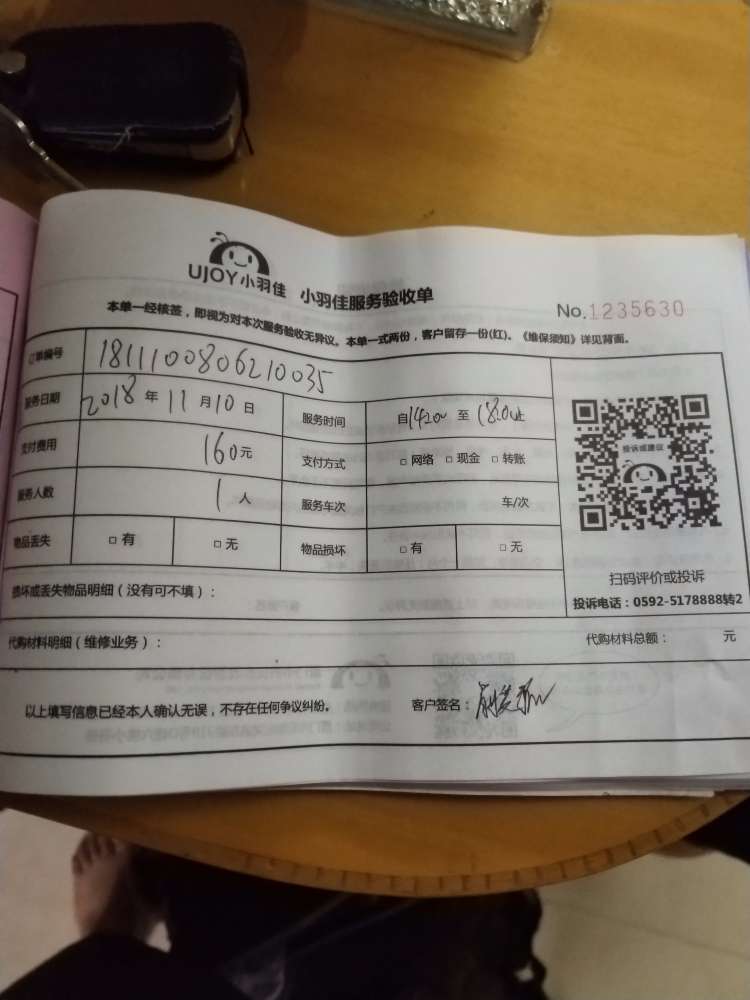 UJOY小羽佳 小羽佳服务验收单
No.1235630
本单一经核签，即视为对本次服务验收无异议。本单一式两份，客户留存一份(红)。《维保须知》详见背面。
订单编号 1811100806210035
服务日期 2018 年 11 月 10 日 服务时间 自 1400 至 1800 止
支付费用 160 元 支付方式 □ 网络 □ 现金 □ 转账
服务人数 1 人 服务车次 车/次
物品丢失 □ 有 □ 无 物品损坏 □ 有 □ 无
投诉或建议
扫码评价或投诉
投诉电话：0592-5178888转2
损坏或丢失物品明细（没有可不填）：
代购材料明细（维修业务）： 代购材料总额： 元
以上填写信息已经本人确认无误，不存在任何争议纠纷。 客户签名：